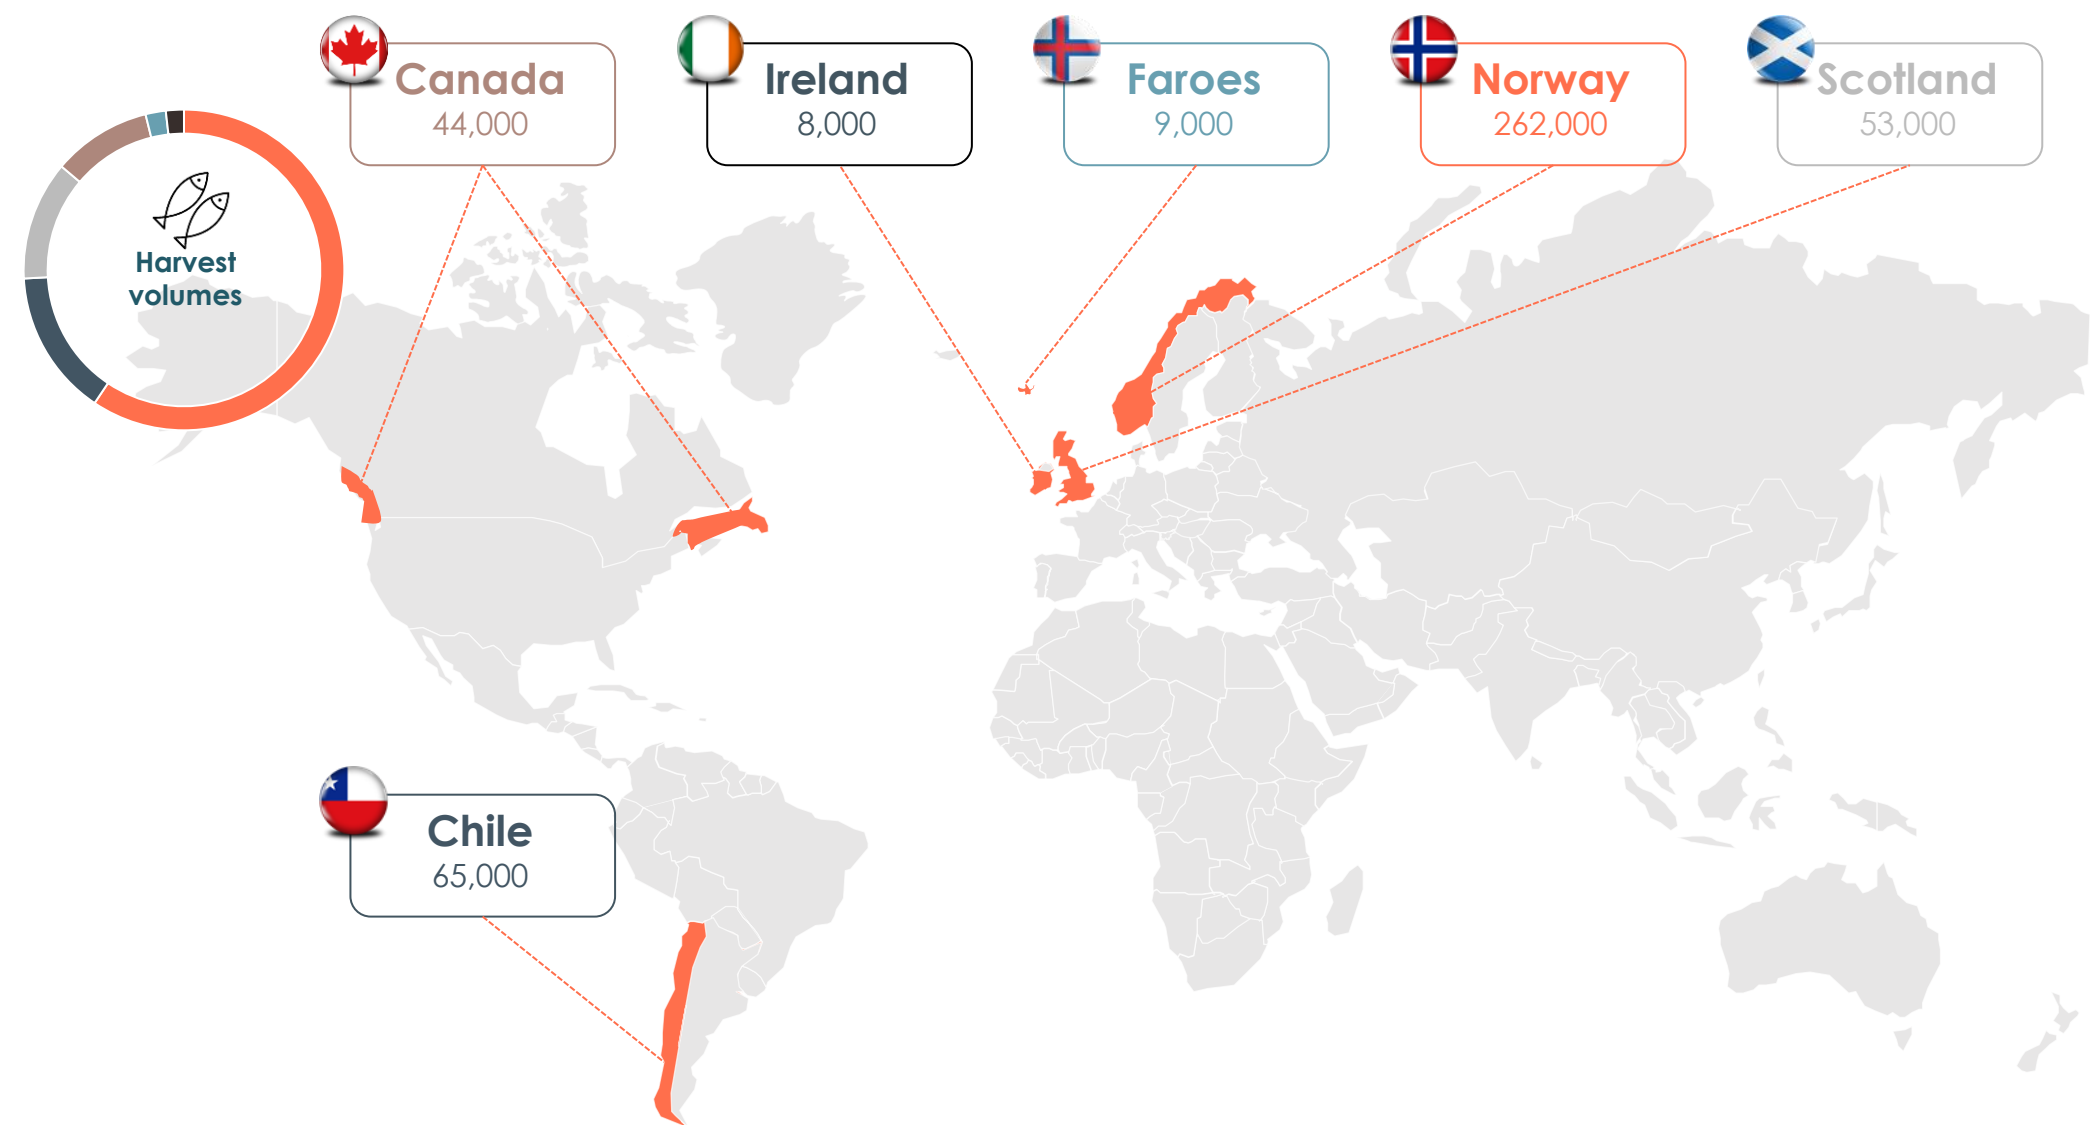 Canada
44,000
Ireland
8,000
Faroes
9,000
Norway
262,000
Scotland
53,000
Harvest
volumes
Chile
65,000